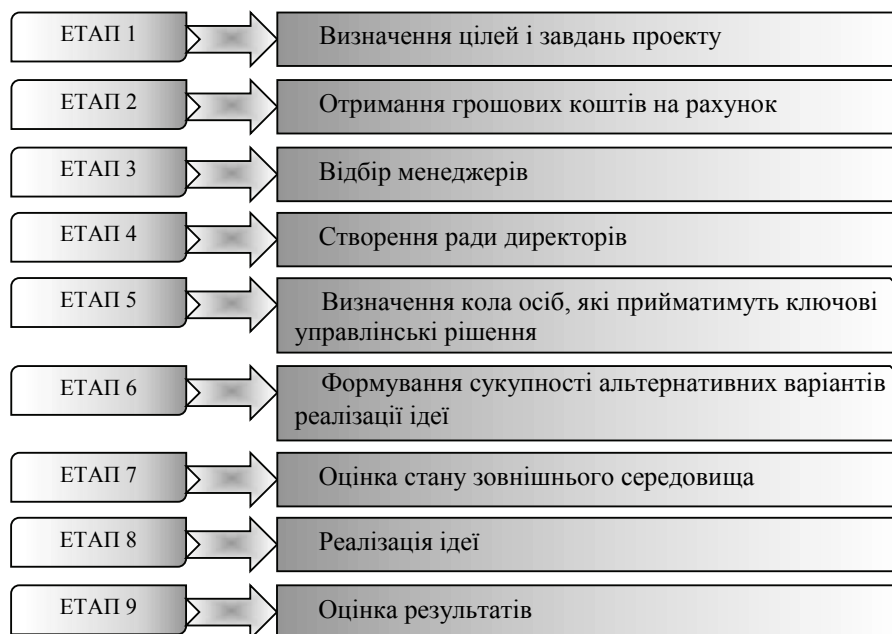 ЕТАП 1
Визначення цілей і завдань проекту
ЕТАП 2
Отримання грошових коштів на рахунок
ЕТАП 3
Відбір менеджерів
ЕТАП 4
Створення ради директорів
ЕТАП 5
Визначення кола осіб, які прийматимуть ключові
управлінські рішення
ЕТАП 6
Формування сукупності альтернативних варіантів
реалізації ідеї
ЕТАП 7
Оцінка стану зовнішнього середовища
ЕТАП 8
Реалізація ідеї
ЕТАП 9
Оцінка результатів